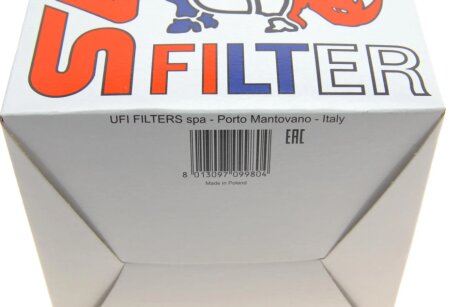 FILTER
UFI FILTERS spa - Porto Mantovano - Italy
EAC
8 013097 099804
Made in Poland